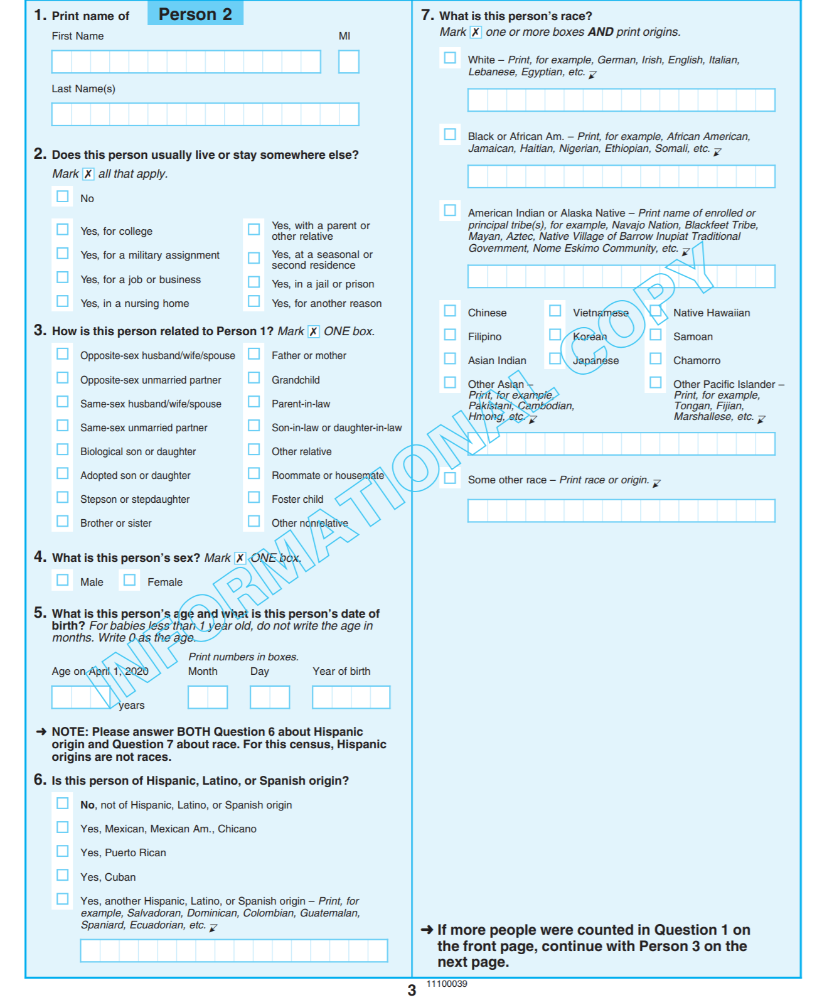 1. Print name of Person 2
First Name MI
Last Name(s)
2. Does this person usually live or stay somewhere else?
Mark ✗ all that apply.
No
Yes, for college
Yes, for a military assignment
Yes, for a job or business
Yes, in a nursing home
Yes, with a parent or
other relative
Yes, at a seasonal or
second residence
Yes, in a jail or prison
Yes, for another reason
3. How is this person related to Person 1? Mark ✗ ONE box.
Opposite-sex husband/wife/spouse
Opposite-sex unmarried partner
Same-sex husband/wife/spouse
Same-sex unmarried partner
Biological son or daughter
Adopted son or daughter
Stepson or stepdaughter
Brother or sister
Father or mother
Grandchild
Parent-in-law
Son-in-law or daughter-in-law
Other relative
Roommate or housemate
Foster child
Other nonrelative
4. What is this person's sex? Mark ✗ ONE box.
Male Female
5. What is this person's age and what is this person's date of
birth? For babies less than 1 year old, do not write the age in
months. Write 0 as the age.
Print numbers in boxes.
Age on April 1, 2020 Month Day Year of birth
years
➜ NOTE: Please answer BOTH Question 6 about Hispanic
origin and Question 7 about race. For this census, Hispanic
origins are not races.
6. Is this person of Hispanic, Latino, or Spanish origin?
No, not of Hispanic, Latino, or Spanish origin
Yes, Mexican, Mexican Am., Chicano
Yes, Puerto Rican
Yes, Cuban
Yes, another Hispanic, Latino, or Spanish origin – Print, for
example, Salvadoran, Dominican, Colombian, Guatemalan,
Spaniard, Ecuadorian, etc.
7. What is this person's race?
Mark ✗ one or more boxes AND print origins.
White – Print, for example, German, Irish, English, Italian,
Lebanese, Egyptian, etc.
Black or African Am. – Print, for example, African American,
Jamaican, Haitian, Nigerian, Ethiopian, Somali, etc.
American Indian or Alaska Native – Print name of enrolled or
principal tribe(s), for example, Navajo Nation, Blackfeet Tribe,
Mayan, Aztec, Native Village of Barrow Inupiat Traditional
Government, Nome Eskimo Community, etc.
Chinese
Filipino
Asian Indian
Other Asian –
Print, for example,
Pakistani, Cambodian,
Hmong, etc.
Vietnamese
Korean
Japanese
Native Hawaiian
Samoan
Chamorro
Other Pacific Islander –
Print, for example,
Tongan, Fijian,
Marshallese, etc.
Some other race – Print race or origin.
➜ If more people were counted in Question 1 on
the front page, continue with Person 3 on the
next page.
INFORMATIONAL COPY
3 11100039